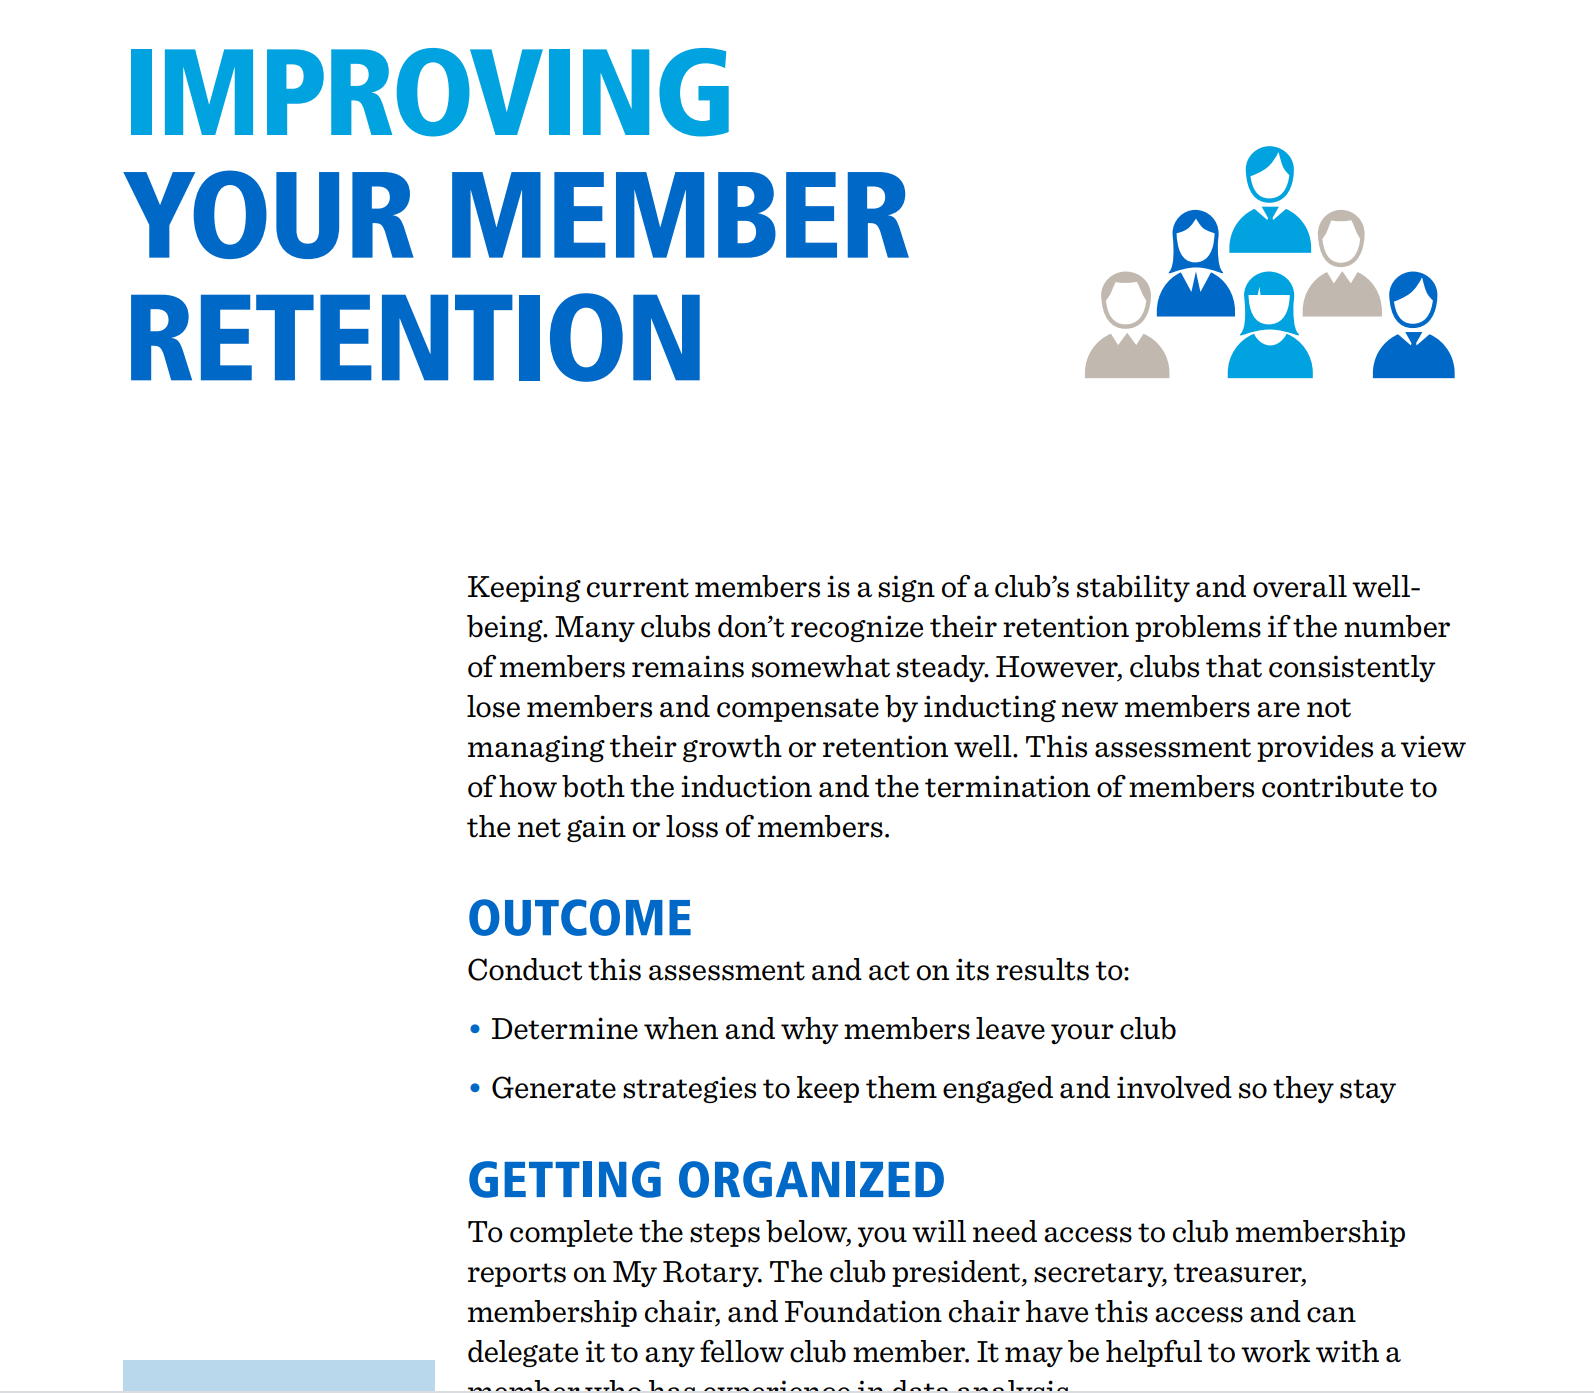 IMPROVING
YOUR MEMBER
RETENTION
Keeping current members is a sign of a club’s stability and overall well-
being. Many clubs don’t recognize their retention problems if the number
of members remains somewhat steady. However, clubs that consistently
lose members and compensate by inducting new members are not
managing their growth or retention well. This assessment provides a view
of how both the induction and the termination of members contribute to
the net gain or loss of members.
OUTCOME
Conduct this assessment and act on its results to:
• Determine when and why members leave your club
• Generate strategies to keep them engaged and involved so they stay
GETTING ORGANIZED
To complete the steps below, you will need access to club membership
reports on My Rotary. The club president, secretary, treasurer,
membership chair, and Foundation chair have this access and can
delegate it to any fellow club member. It may be helpful to work with a
member who has experience in data analysis.